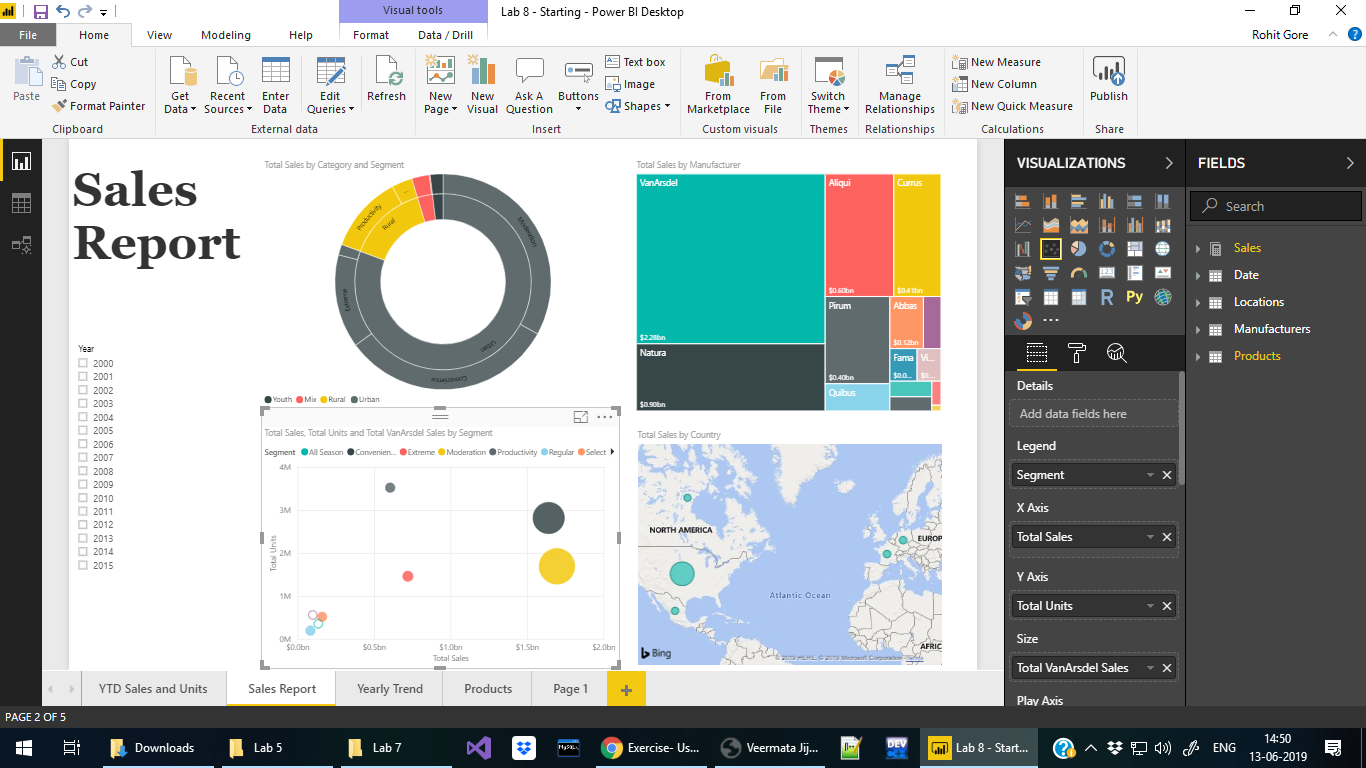 Visual tools
Lab 8 - Starting - Power BI Desktop
File
Home
View
Modeling
Help
Format
Data / Drill
Rohit Gore
Paste
Cut
Copy
Format Painter
Clipboard
Get Data
Recent Sources
Enter Data
Edit Queries
Refresh
External data
New Page
New Visual
Ask A Question
Buttons
Text box
Image
Shapes
Insert
From Marketplace
From File
Custom visuals
Switch Theme
Themes
Manage Relationships
Relationships
New Measure
New Column
New Quick Measure
Calculations
Publish
Share
Sales
Report
Year
2000
2001
2002
2003
2004
2005
2006
2007
2008
2009
2010
2011
2012
2013
2014
2015
Total Sales by Category and Segment
Productivity
Rural
Moderation
Extreme
Urban
Convenience
Youth Mix Rural Urban
Total Sales by Manufacturer
VanArsdel
$2.28bn
Natura
$0.90bn
Aliqui
$0.60bn
Currus
$0.41bn
Pirum
$0.40bn
Abbas
$0.12bn
Fama
$0.0...
Vi...
$0....
Quibus
Total Sales, Total Units and Total VanArsdel Sales by Segment
Segment All Season Convenien... Extreme Moderation Productivity Regular Select
4M
3M
2M
1M
0M
Total Units
$0.0bn $0.5bn $1.0bn $1.5bn $2.0bn
Total Sales
Total Sales by Country
NORTH AMERICA
EUROP
Atlantic Ocean
AFRIC
Bing
© 2019 HERE, © 2019 Microsoft Corporation Terms
VISUALIZATIONS
R
Py
Details
Add data fields here
Legend
Segment
X Axis
Total Sales
Y Axis
Total Units
Size
Total VanArsdel Sales
Play Axis
FIELDS
Search
Sales
Date
Locations
Manufacturers
Products
YTD Sales and Units
Sales Report
Yearly Trend
Products
Page 1
PAGE 2 OF 5
Downloads
Lab 5
Lab 7
MySQL
Exercise- Us...
Veermata Jij...
DEV
Lab 8 - Start...
ENG
14:50
13-06-2019